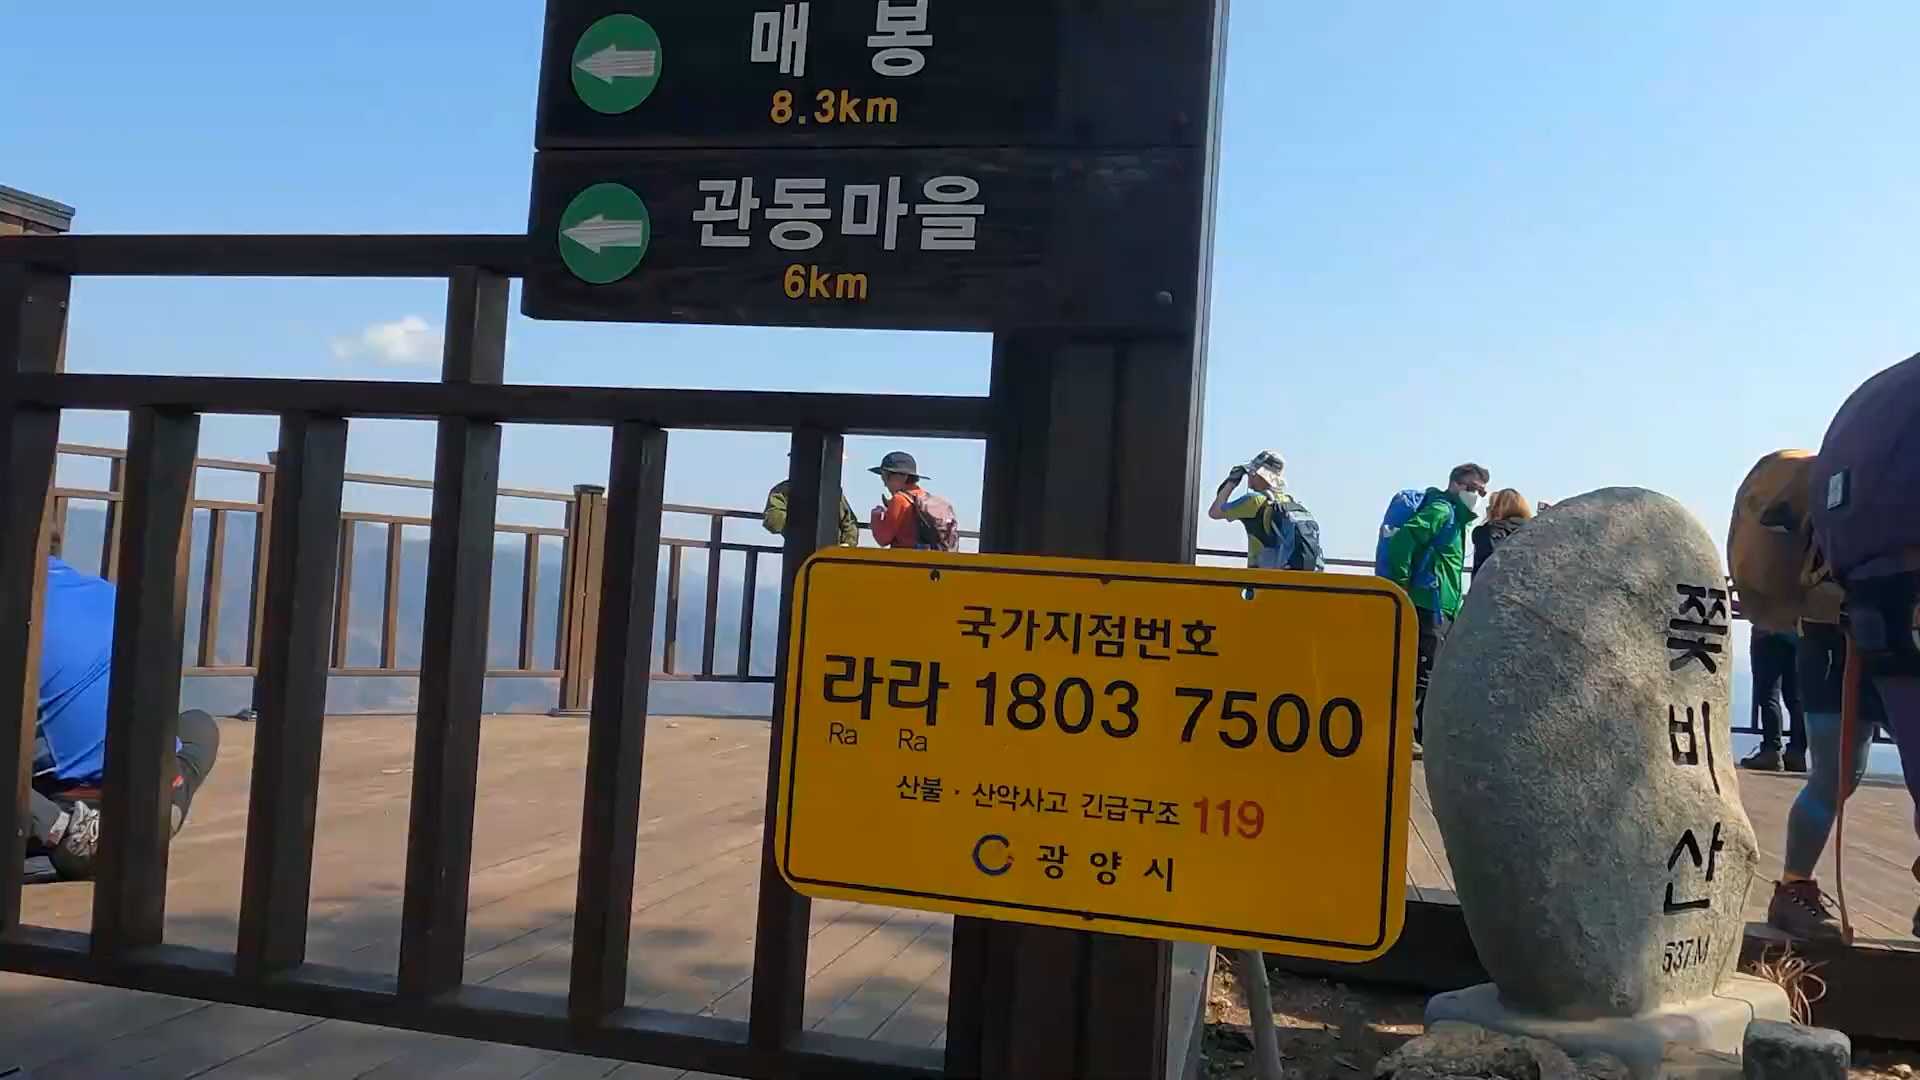 매 봉
8.3km
관동마을
6km
국가지점번호
라라 1803 7500
Ra Ra
산불 · 산악사고 긴급구조 119
광양시
쫓비산
537M